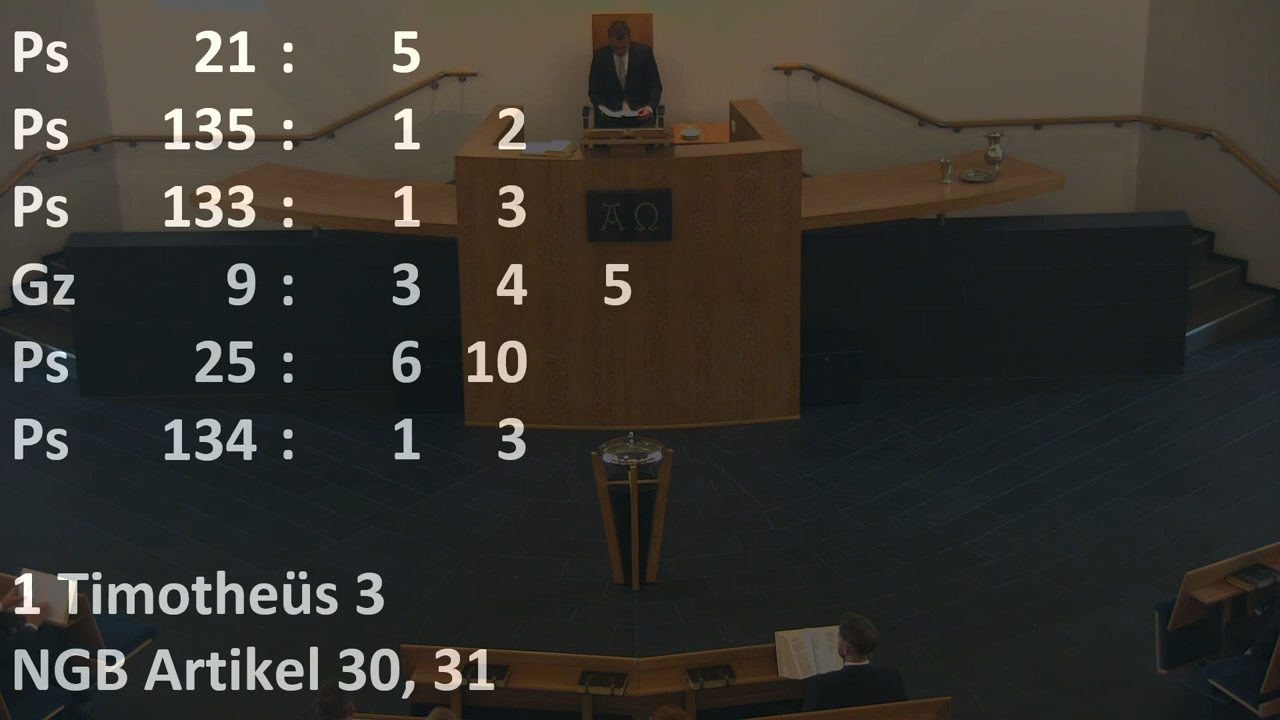 Ps 21 : 5
Ps 135 : 1 2
Ps 133 : 1 3
Gz 9 : 3 4 5
Ps 25 : 6 10
Ps 134 : 1 3
Α Ω
1 Timotheüs 3
NGB Artikel 30, 31